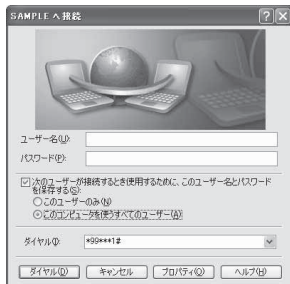 SAMPLE へ接続
ユーザー名(U):
パスワード(P):
次のユーザーが接続するとき使用するために、このユーザー名とパスワード
を保存する(S):
このユーザーのみ(N)
このコンピュータを使うすべてのユーザー(A)
ダイヤル(I): *99***1#
ダイヤル(D) キャンセル プロパティ(O) ヘルプ(H)